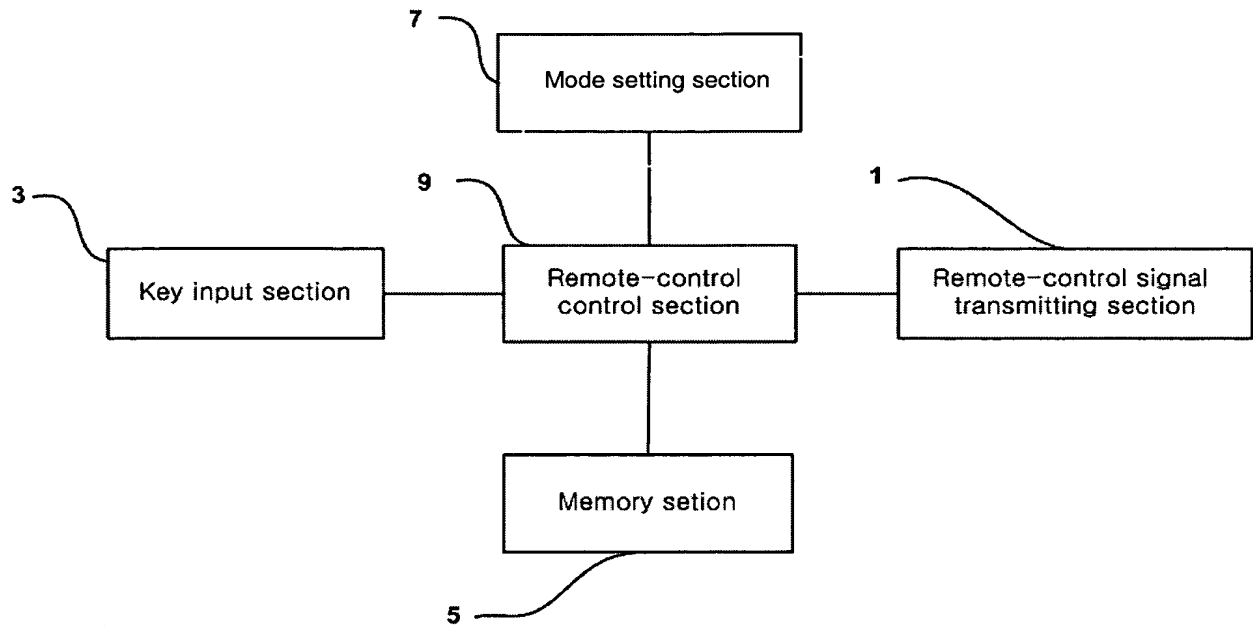 7
Mode setting section
3
9
1
Key input section
Remote-control
control section
Remote-control signal
transmitting section
Memory setion
5